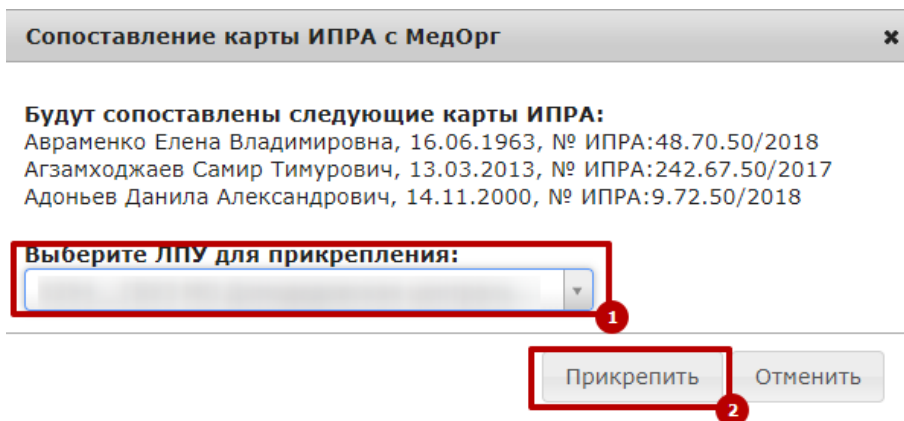 Сопоставление карты ИПРА с МедОрг
Будут сопоставлены следующие карты ИПРА:
Авраменко Елена Владимировна, 16.06.1963, № ИПРА:48.70.50/2018
Агзамходжаев Самир Тимурович, 13.03.2013, № ИПРА:242.67.50/2017
Адоньев Данила Александрович, 14.11.2000, № ИПРА:9.72.50/2018
Выберите ЛПУ для прикрепления:
1
Прикрепить Отменить
2